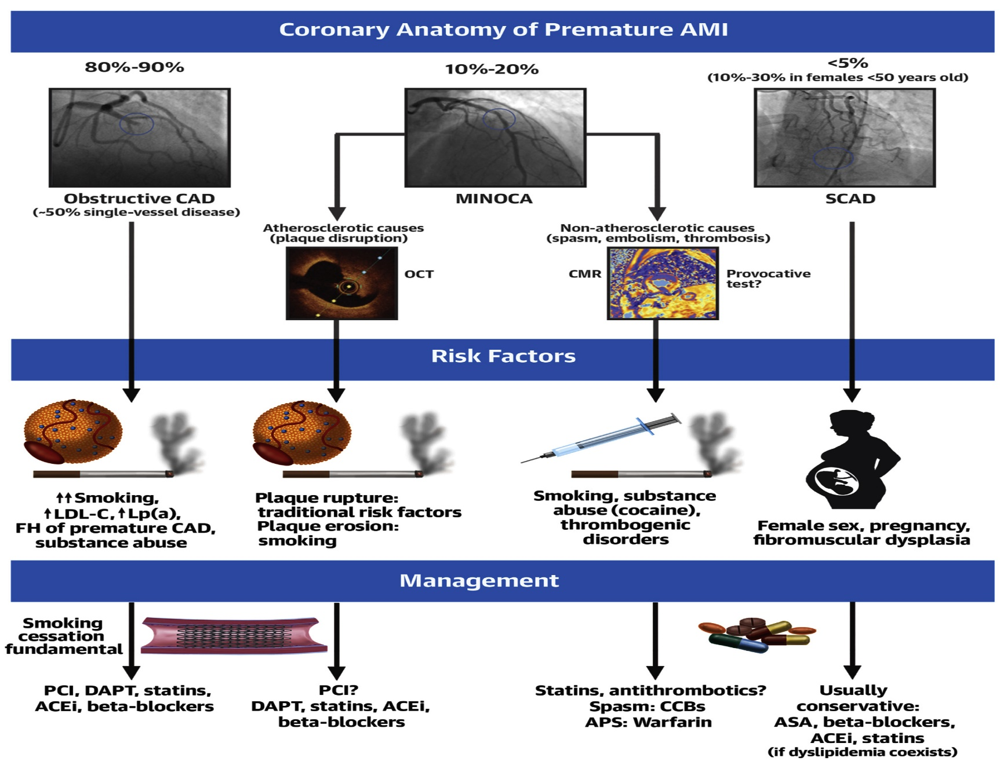 Coronary Anatomy of Premature AMI
80%-90%
10%-20%
<5%
(10%-30% in females <50 years old)
Obstructive CAD
(~50% single-vessel disease)
MINOCA
SCAD
Atherosclerotic causes
(plaque disruption)
OCT
Non-atherosclerotic causes
(spasm, embolism, thrombosis)
CMR
Provocative
test?
Risk Factors
↑↑Smoking,
↑LDL-C, ↑Lp(a),
FH of premature CAD,
substance abuse
Plaque rupture:
traditional risk factors
Plaque erosion:
smoking
Smoking, substance
abuse (cocaine),
thrombogenic
disorders
Female sex, pregnancy,
fibromuscular dysplasia
Management
Smoking
cessation
fundamental
PCI, DAPT, statins,
ACEi, beta-blockers
PCI?
DAPT, statins, ACEi,
beta-blockers
Statins, antithrombotics?
Spasm: CCBs
APS: Warfarin
Usually
conservative:
ASA, beta-blockers,
ACEi, statins
(if dyslipidemia coexists)